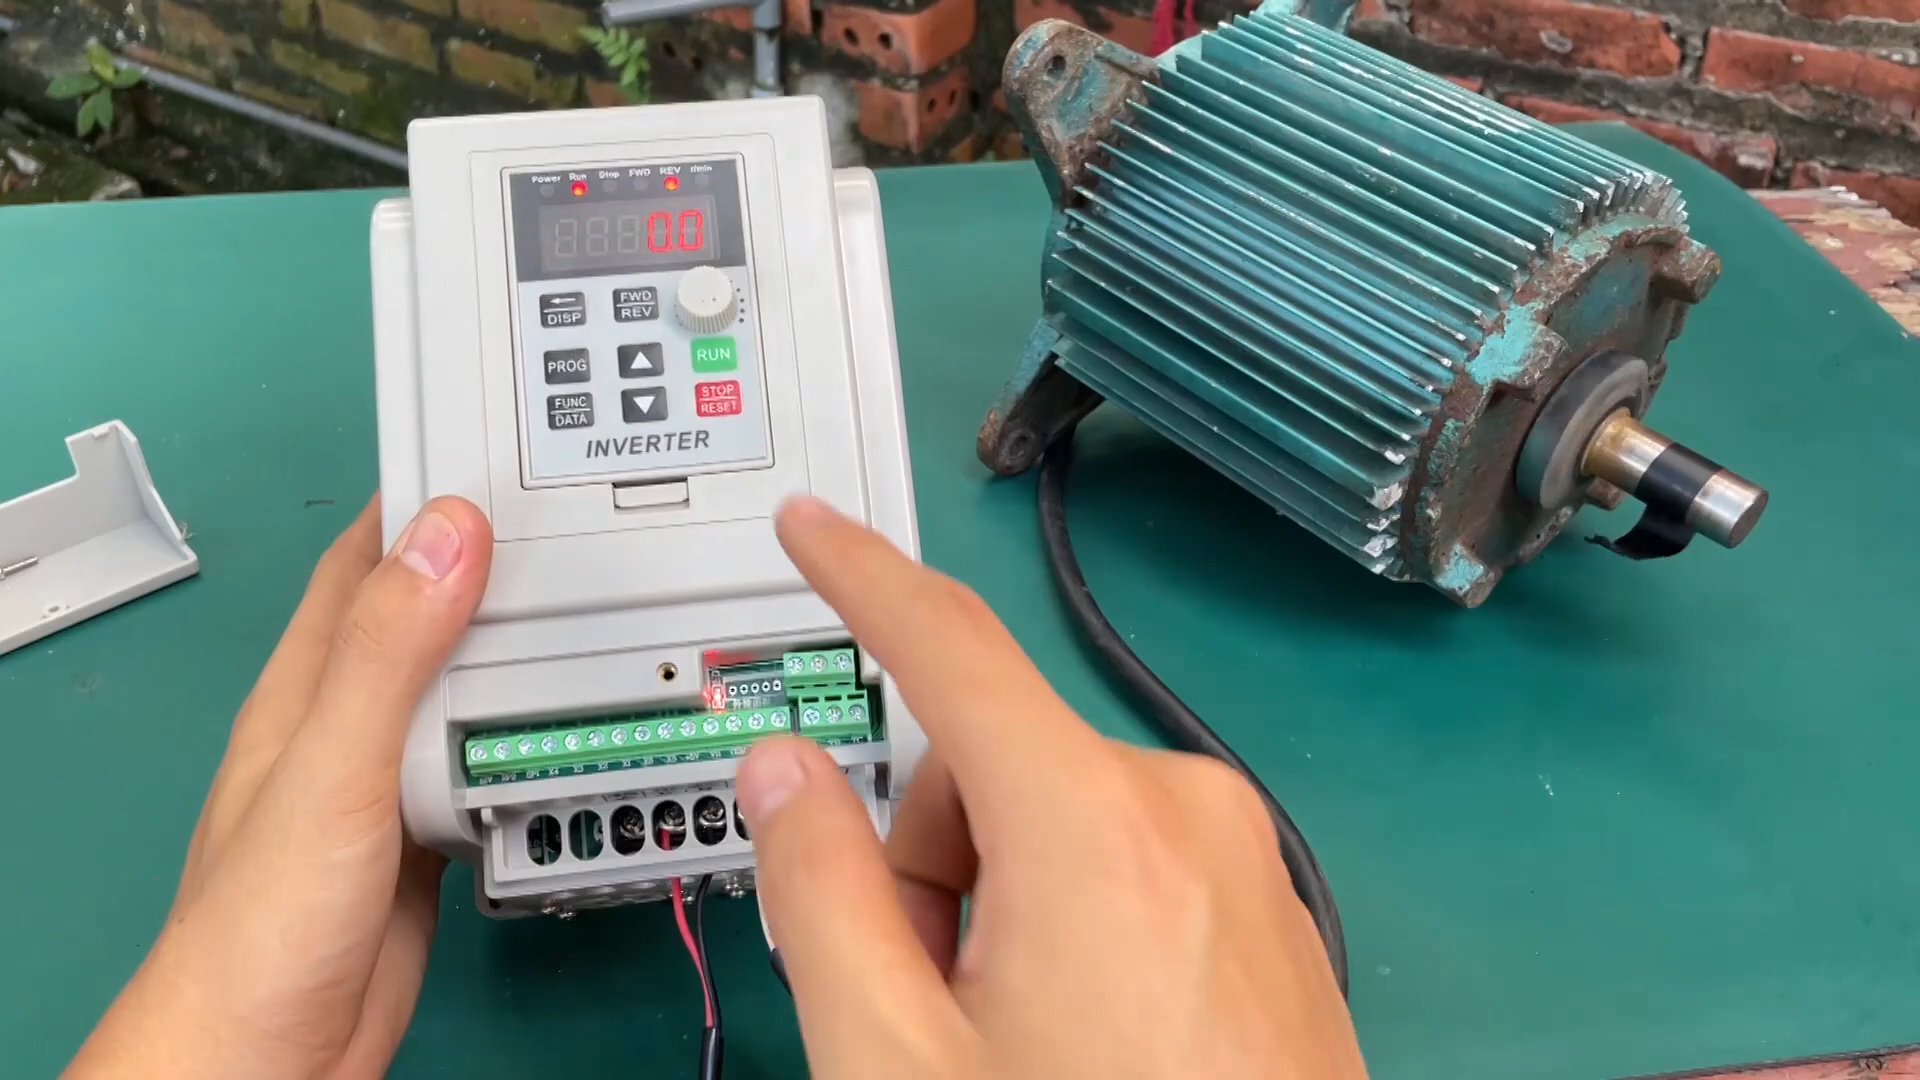 Power Run Stop FWD REV r/min
0.0
DISP
FWD
REV
PROG
RUN
FUNC
DATA
STOP
RESET
INVERTER